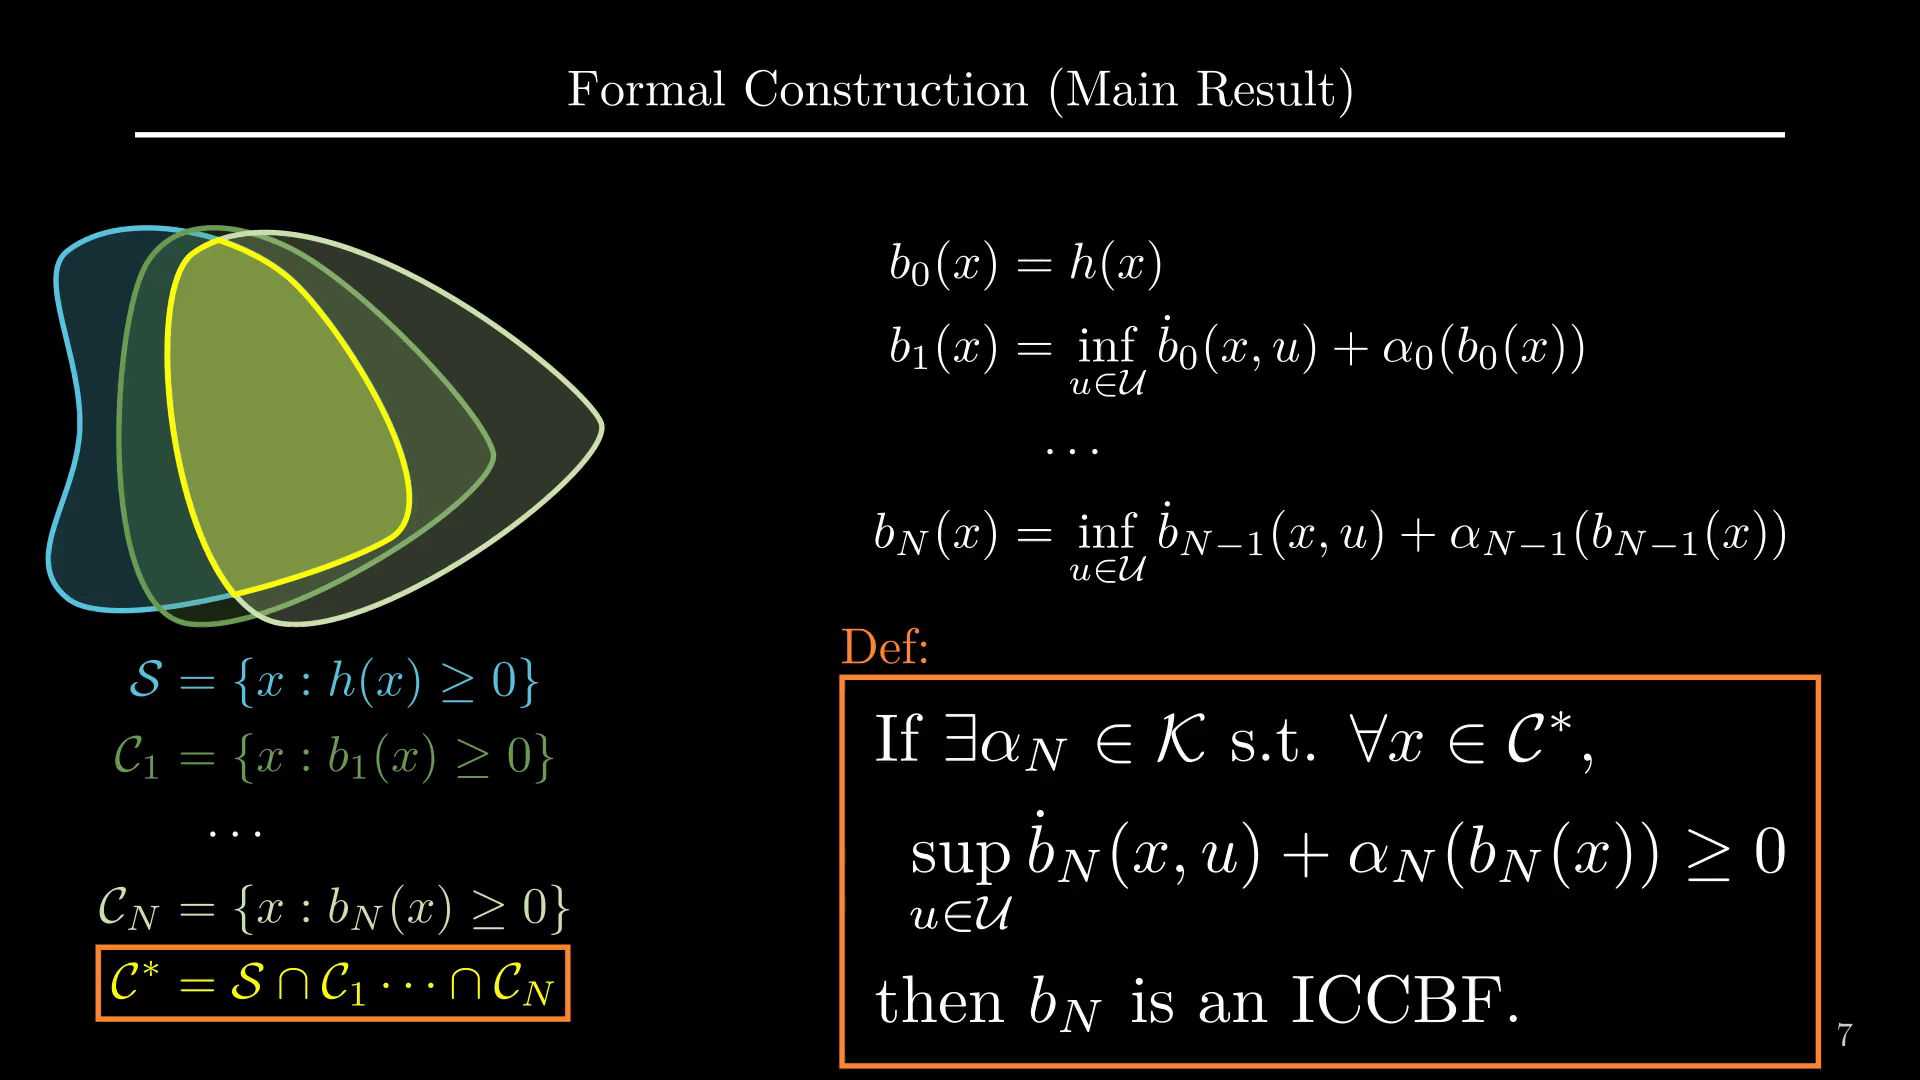 Formal Construction (Main Result)
b₀(x) = h(x)
b₁(x) = inf_{u∈𝒰} ḃ₀(x, u) + α₀(b₀(x))
...
b_N(x) = inf_{u∈𝒰} ḃ_{N−1}(x, u) + α_{N−1}(b_{N−1}(x))
𝒮 = {x : h(x) ≥ 0}
𝒞₁ = {x : b₁(x) ≥ 0}
...
𝒞_N = {x : b_N(x) ≥ 0}
𝒞* = 𝒮 ∩ 𝒞₁ ⋯ ∩ 𝒞_N
Def:
If ∃α_N ∈ 𝒦 s.t. ∀x ∈ 𝒞*,
sup_{u∈𝒰} ḃ_N(x, u) + α_N(b_N(x)) ≥ 0
then b_N is an ICCBF.
7